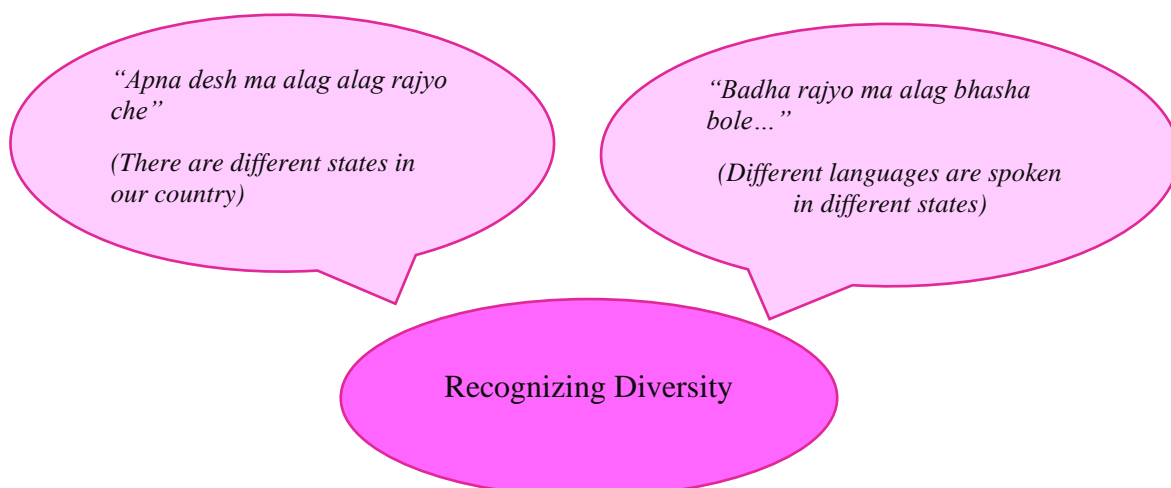 “Apna desh ma alag alag rajyo
che”
(There are different states in
our country)
“Badha rajyo ma alag bhasha
bole…”
(Different languages are spoken
in different states)
Recognizing Diversity